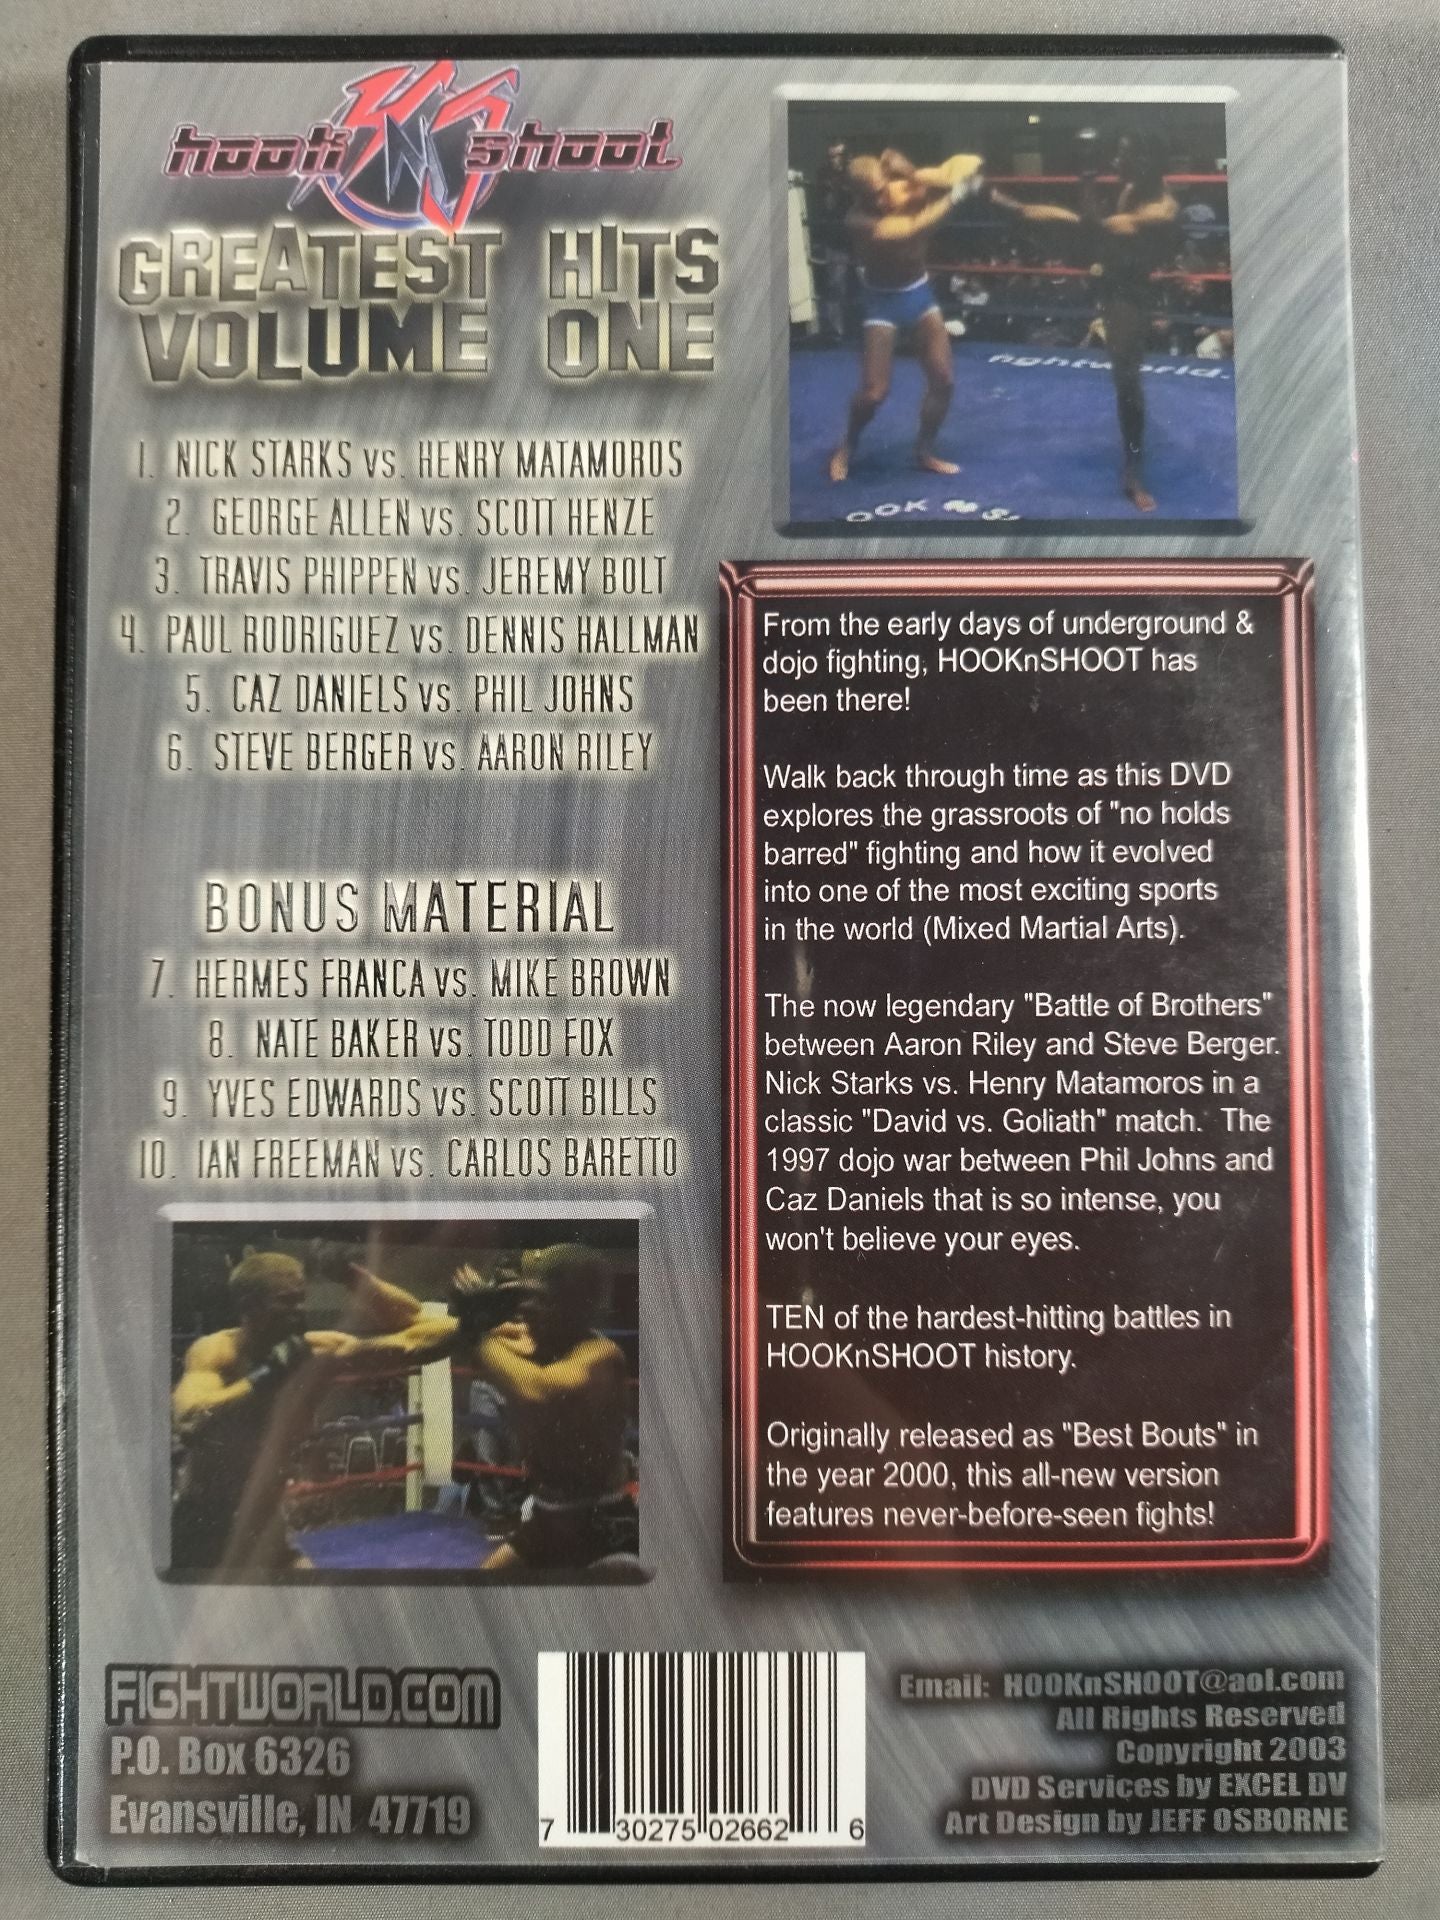 hook N shoot
GREATEST HITS
VOLUME ONE
1. NICK STARKS vs. HENRY MATAMOROS
2. GEORGE ALLEN vs. SCOTT HENZE
3. TRAVIS PHIPPEN vs. JEREMY BOLT
4. PAUL RODRIGUEZ vs. DENNIS HALLMAN
5. CAZ DANIELS vs. PHIL JOHNS
6. STEVE BERGER vs. AARON RILEY
BONUS MATERIAL
7. HERMES FRANCA vs. MIKE BROWN
8. NATE BAKER vs. TODD FOX
9. YVES EDWARDS vs. SCOTT BILLS
10. IAN FREEMAN vs. CARLOS BARETTO
fightworld.
OOK
From the early days of underground &
dojo fighting, HOOKnSHOOT has
been there!
Walk back through time as this DVD
explores the grassroots of "no holds
barred" fighting and how it evolved
into one of the most exciting sports
in the world (Mixed Martial Arts).
The now legendary "Battle of Brothers"
between Aaron Riley and Steve Berger.
Nick Starks vs. Henry Matamoros in a
classic "David vs. Goliath" match. The
1997 dojo war between Phil Johns and
Caz Daniels that is so intense, you
won't believe your eyes.
TEN of the hardest-hitting battles in
HOOKnSHOOT history.
Originally released as "Best Bouts" in
the year 2000, this all-new version
features never-before-seen fights!
FIGHTWORLD.COM
P.O. Box 6326
Evansville, IN 47719
7 30275 02662 6
Email: HOOKnSHOOT@aol.com
All Rights Reserved
Copyright 2003
DVD Services by EXCEL DV
Art Design by JEFF OSBORNE